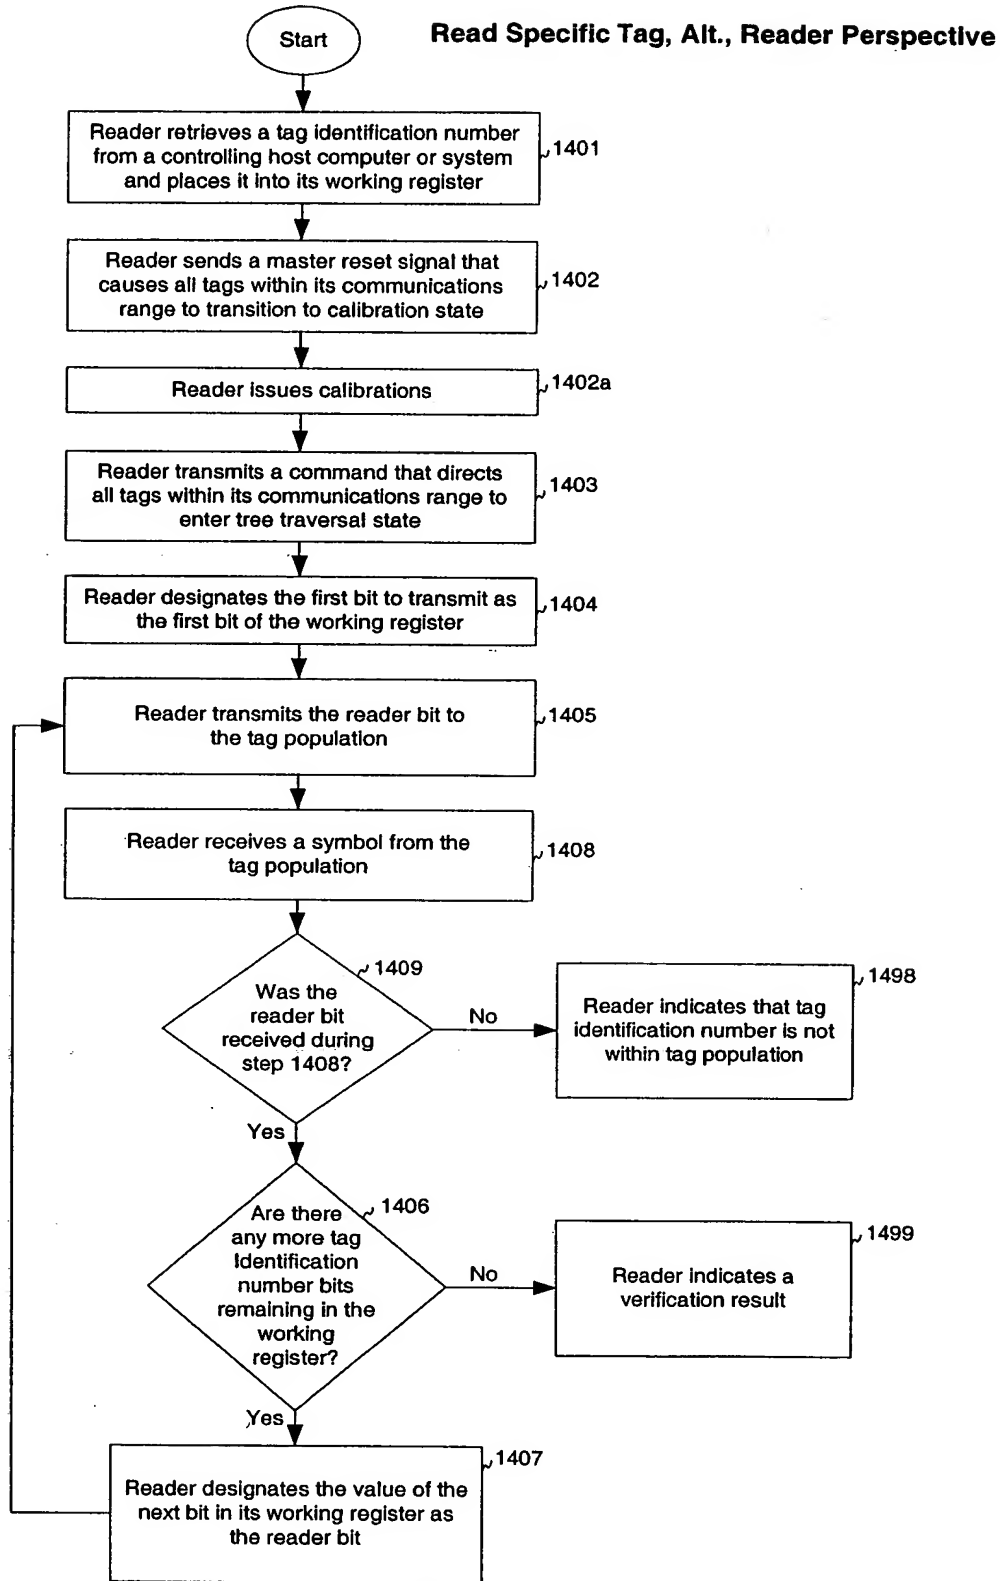 Start
Read Specific Tag, Alt., Reader Perspective
Reader retrieves a tag identification number
from a controlling host computer or system
and places it into its working register
1401
Reader sends a master reset signal that
causes all tags within its communications
range to transition to calibration state
1402
Reader issues calibrations
1402a
Reader transmits a command that directs
all tags within its communications range to
enter tree traversal state
1403
Reader designates the first bit to transmit as
the first bit of the working register
1404
Reader transmits the reader bit to
the tag population
1405
Reader receives a symbol from the
tag population
1408
1409
Was the
reader bit
received during
step 1408?
No
1498
Reader indicates that tag
identification number is not
within tag population
Yes
1406
Are there
any more tag
Identification
number bits
remaining in the
working
register?
No
1499
Reader indicates a
verification result
Yes
1407
Reader designates the value of the
next bit in its working register as
the reader bit